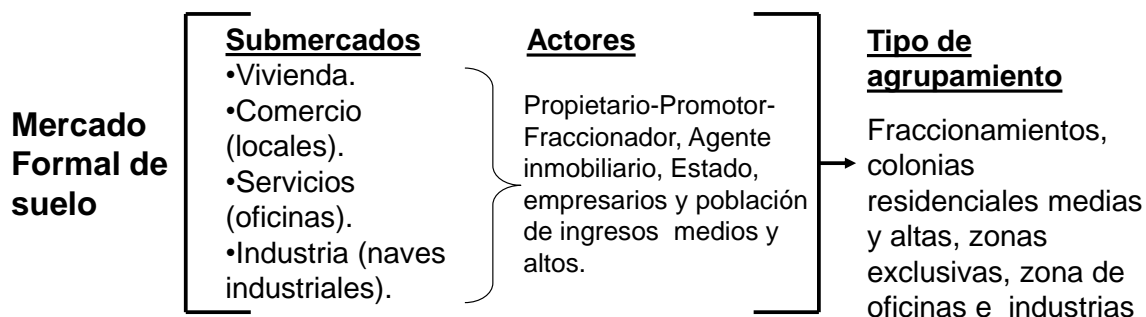 Mercado
Formal de
suelo
Submercados
•Vivienda.
•Comercio
(locales).
•Servicios
(oficinas).
•Industria (naves
industriales).
Actores
Propietario-Promotor-
Fraccionador, Agente
inmobiliario, Estado,
empresarios y población
de ingresos  medios y
altos.
Tipo de
agrupamiento
Fraccionamientos,
colonias
residenciales medias
y altas, zonas
exclusivas, zona de
oficinas e  industrias